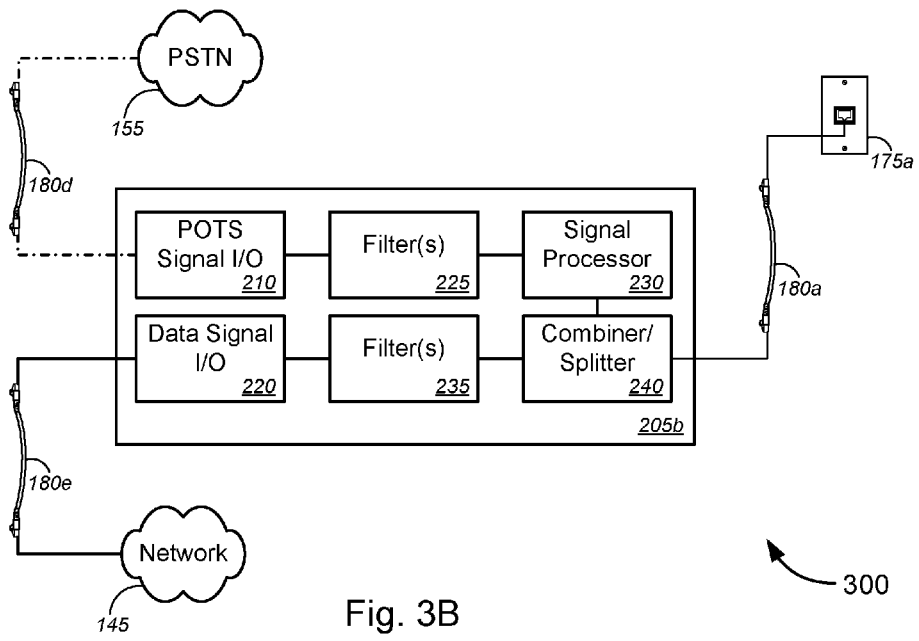 PSTN
155
175a
180d
180a
POTS
Signal I/O
210
Filter(s)
225
Signal
Processor
230
Data Signal
I/O
220
Filter(s)
235
Combiner/
Splitter
240
205b
180e
Network
145
300
Fig. 3B